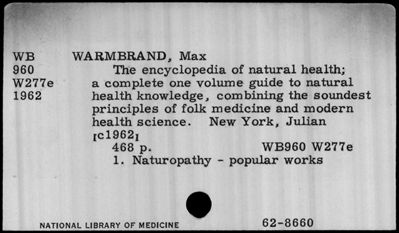 WB WARMBRAND, Max
960 The encyclopedia of natural health;
W277e a complete one volume guide to natural
1962 health knowledge, combining the soundest
principles of folk medicine and modern
health science. New York, Julian
[c1962]
468 p. WB960 W277e
1. Naturopathy - popular works
NATIONAL LIBRARY OF MEDICINE 62-8660